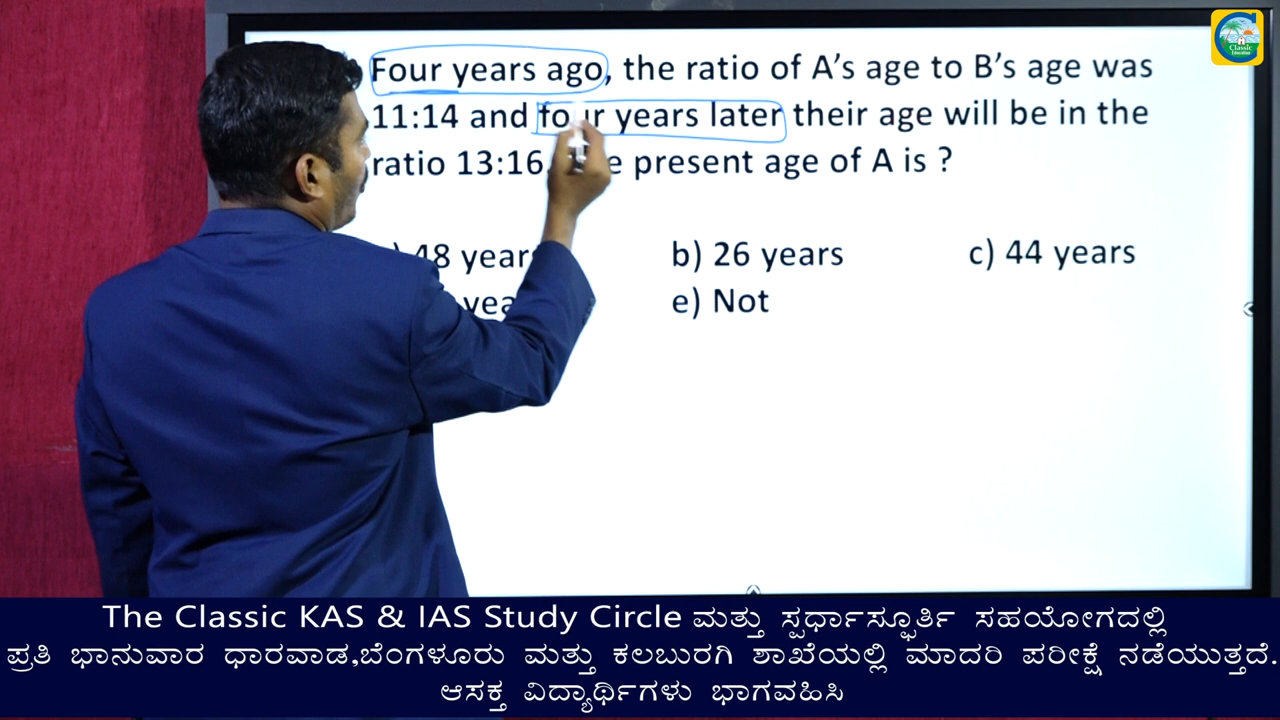 Four years ago, the ratio of A's age to B's age was
11:14 and four years later their age will be in the
ratio 13:16 present age of A is ?
48 b) 26 years c) 44 years
e) Not
Classic
Education
The Classic KAS & IAS Study Circle ಮತ್ತು ಸ್ಪರ್ಧಾಸ್ಫೂರ್ತಿ ಸಹಯೋಗದಲ್ಲಿ
ಪ್ರತಿ ಭಾನುವಾರ ಧಾರವಾಡ,ಬೆಂಗಳೂರು ಮತ್ತು ಕಲಬುರಗಿ ಶಾಖೆಯಲ್ಲಿ ಮಾದರಿ ಪರೀಕ್ಷೆ ನಡೆಯುತ್ತದೆ.
ಆಸಕ್ತ ವಿದ್ಯಾರ್ಥಿಗಳು ಭಾಗವಹಿಸಿ